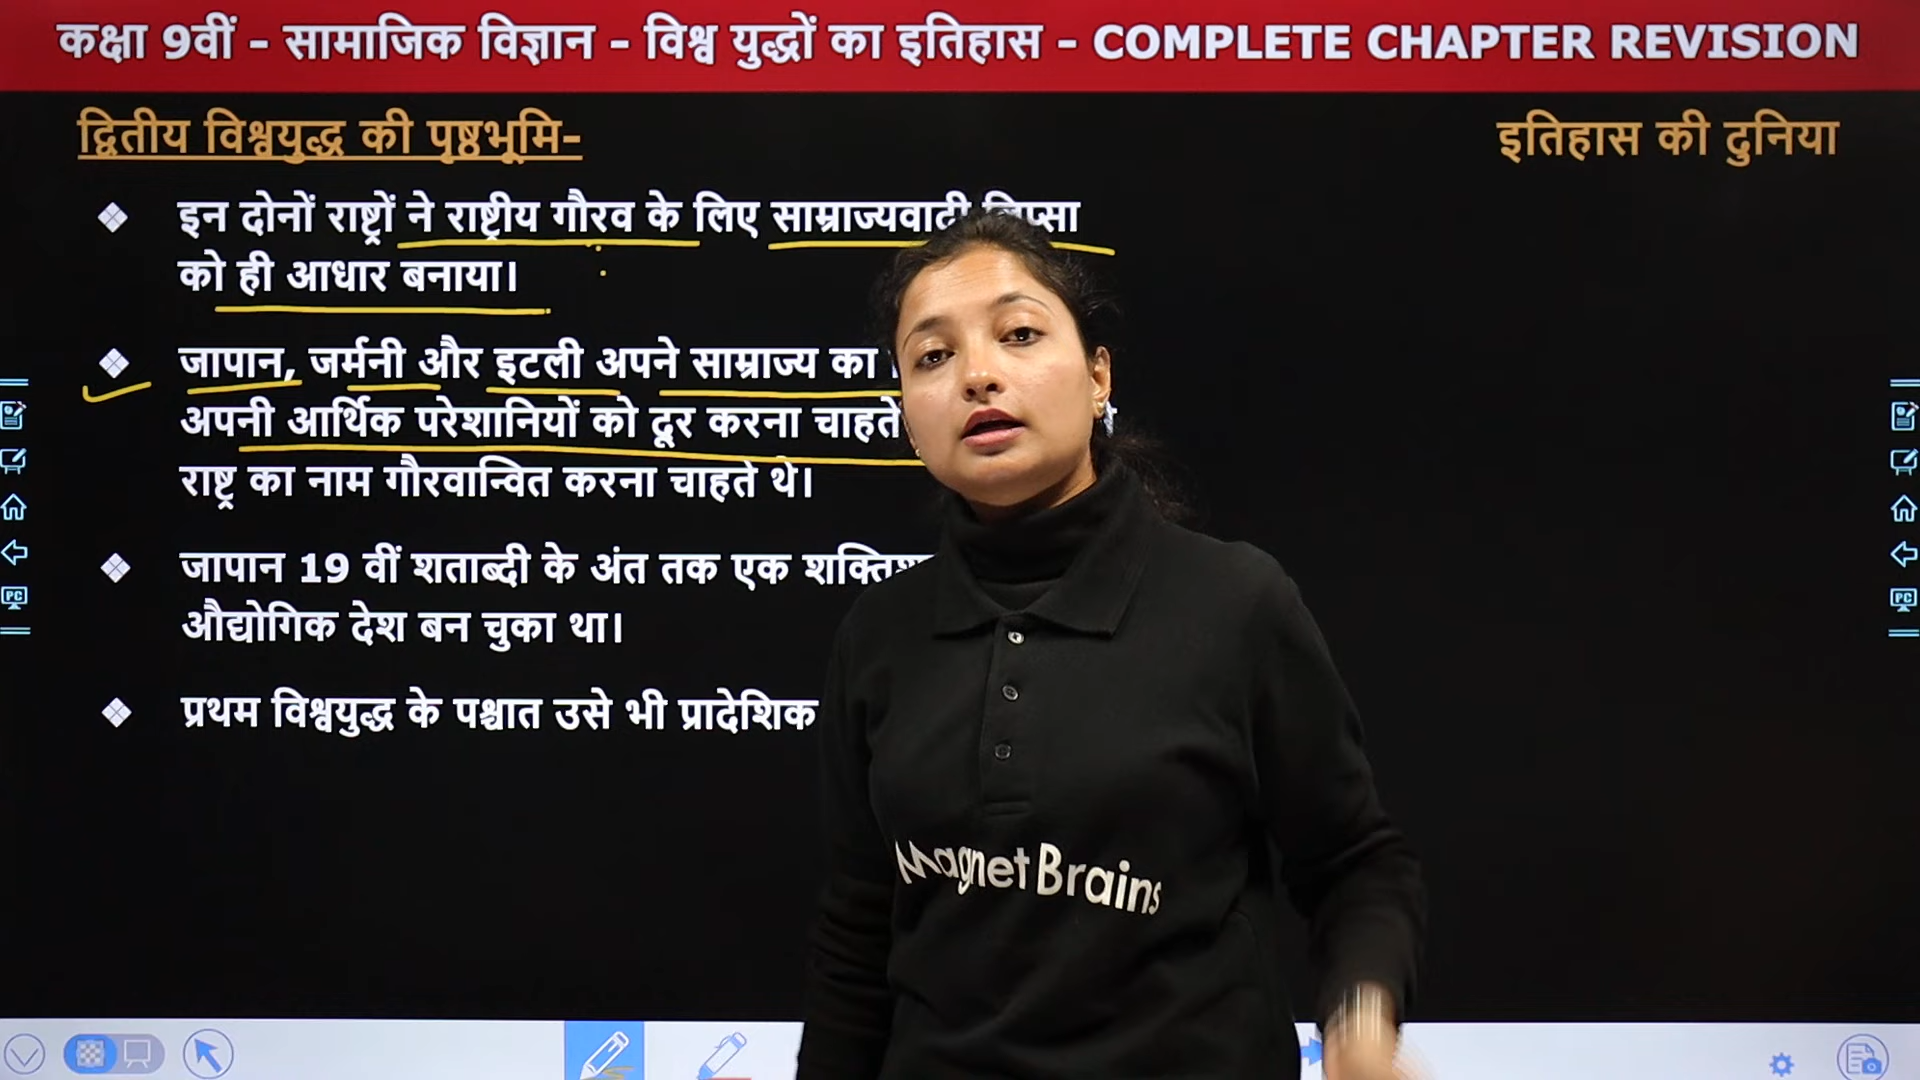 कक्षा 9वीं - सामाजिक विज्ञान - विश्व युद्धों का इतिहास - COMPLETE CHAPTER REVISION
द्वितीय विश्वयुद्ध की पृष्ठभूमि-
इतिहास की दुनिया
इन दोनों राष्ट्रों ने राष्ट्रीय गौरव के लिए साम्राज्यवादी लिप्सा
को ही आधार बनाया।
जापान, जर्मनी और इटली अपने साम्राज्य का
अपनी आर्थिक परेशानियों को दूर करना चाहते
राष्ट्र का नाम गौरवान्वित करना चाहते थे।
जापान 19 वीं शताब्दी के अंत तक एक
औद्योगिक देश बन चुका था।
प्रथम विश्वयुद्ध के पश्चात उसे भी प्रादेशिक
Magnet Brains
PC
PC